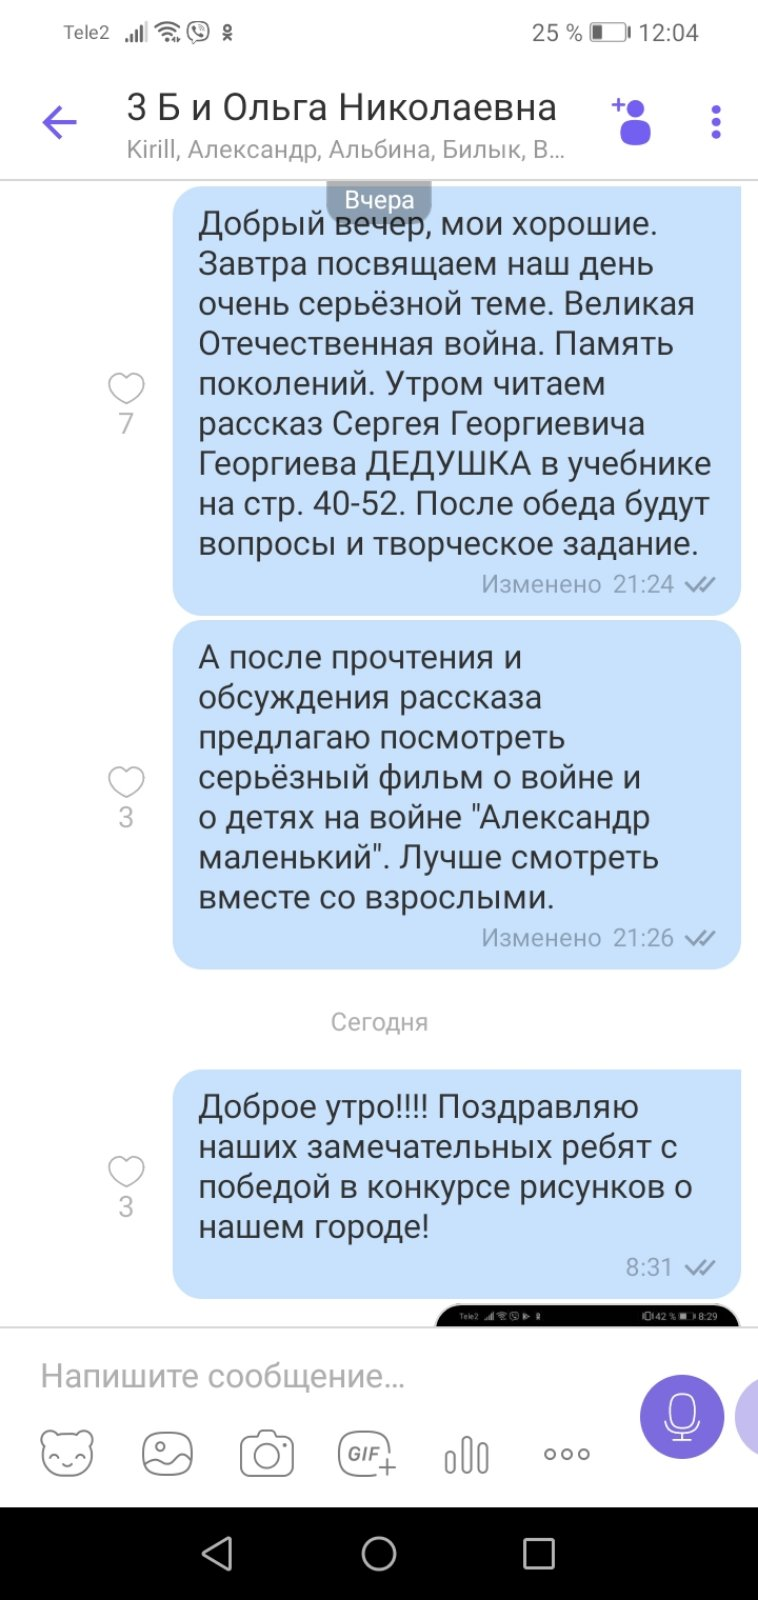 Tele2 25 % 12:04
3 Б и Ольга Николаевна
Kirill, Александр, Альбина, Билык, В...
Вчера
Добрый вечер, мои хорошие.
Завтра посвящаем наш день
очень серьёзной теме. Великая
Отечественная война. Память
поколений. Утром читаем
рассказ Сергея Георгиевича
Георгиева ДЕДУШКА в учебнике
на стр. 40-52. После обеда будут
вопросы и творческое задание.
Изменено 21:24
7
А после прочтения и
обсуждения рассказа
предлагаю посмотреть
серьёзный фильм о войне и
о детях на войне "Александр
маленький". Лучше смотреть
вместе со взрослыми.
Изменено 21:26
3
Сегодня
Доброе утро!!!! Поздравляю
наших замечательных ребят с
победой в конкурсе рисунков о
нашем городе!
8:31
3
Tele2 42 % 8:29
Напишите сообщение...
GIF